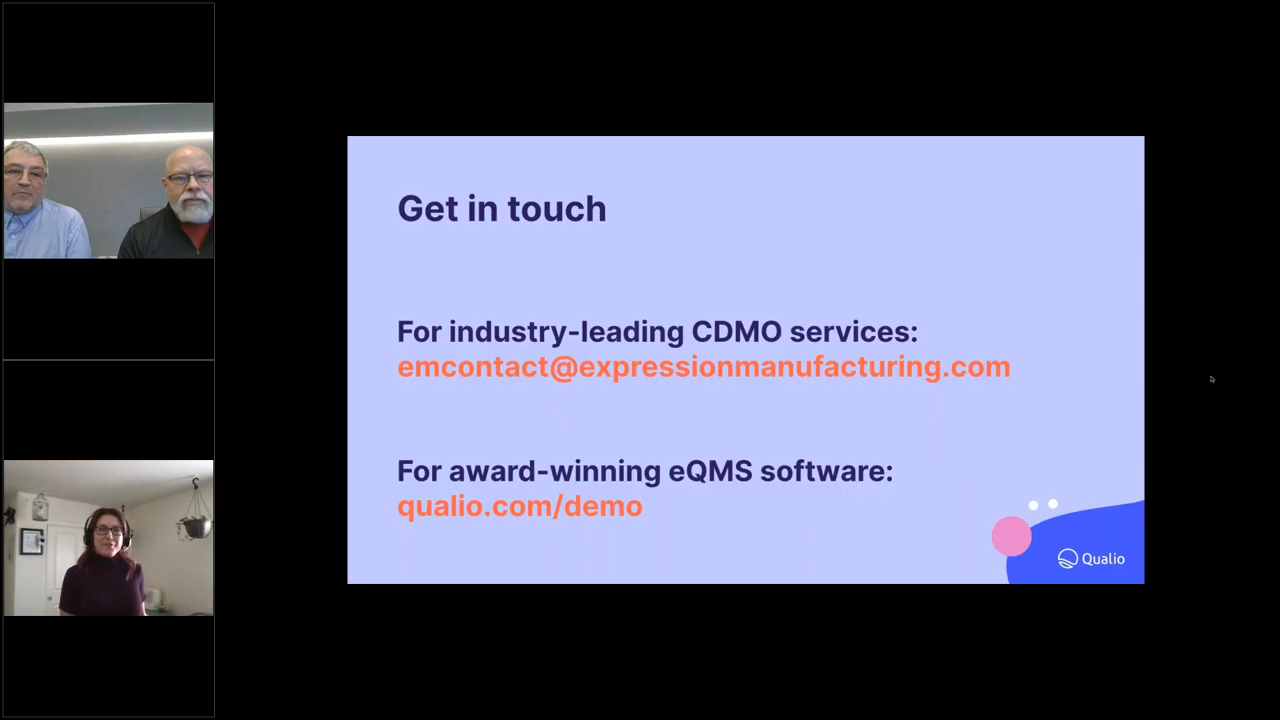 Get in touch
For industry-leading CDMO services:
emcontact@expressionmanufacturing.com
For award-winning eQMS software:
qualio.com/demo
Qualio